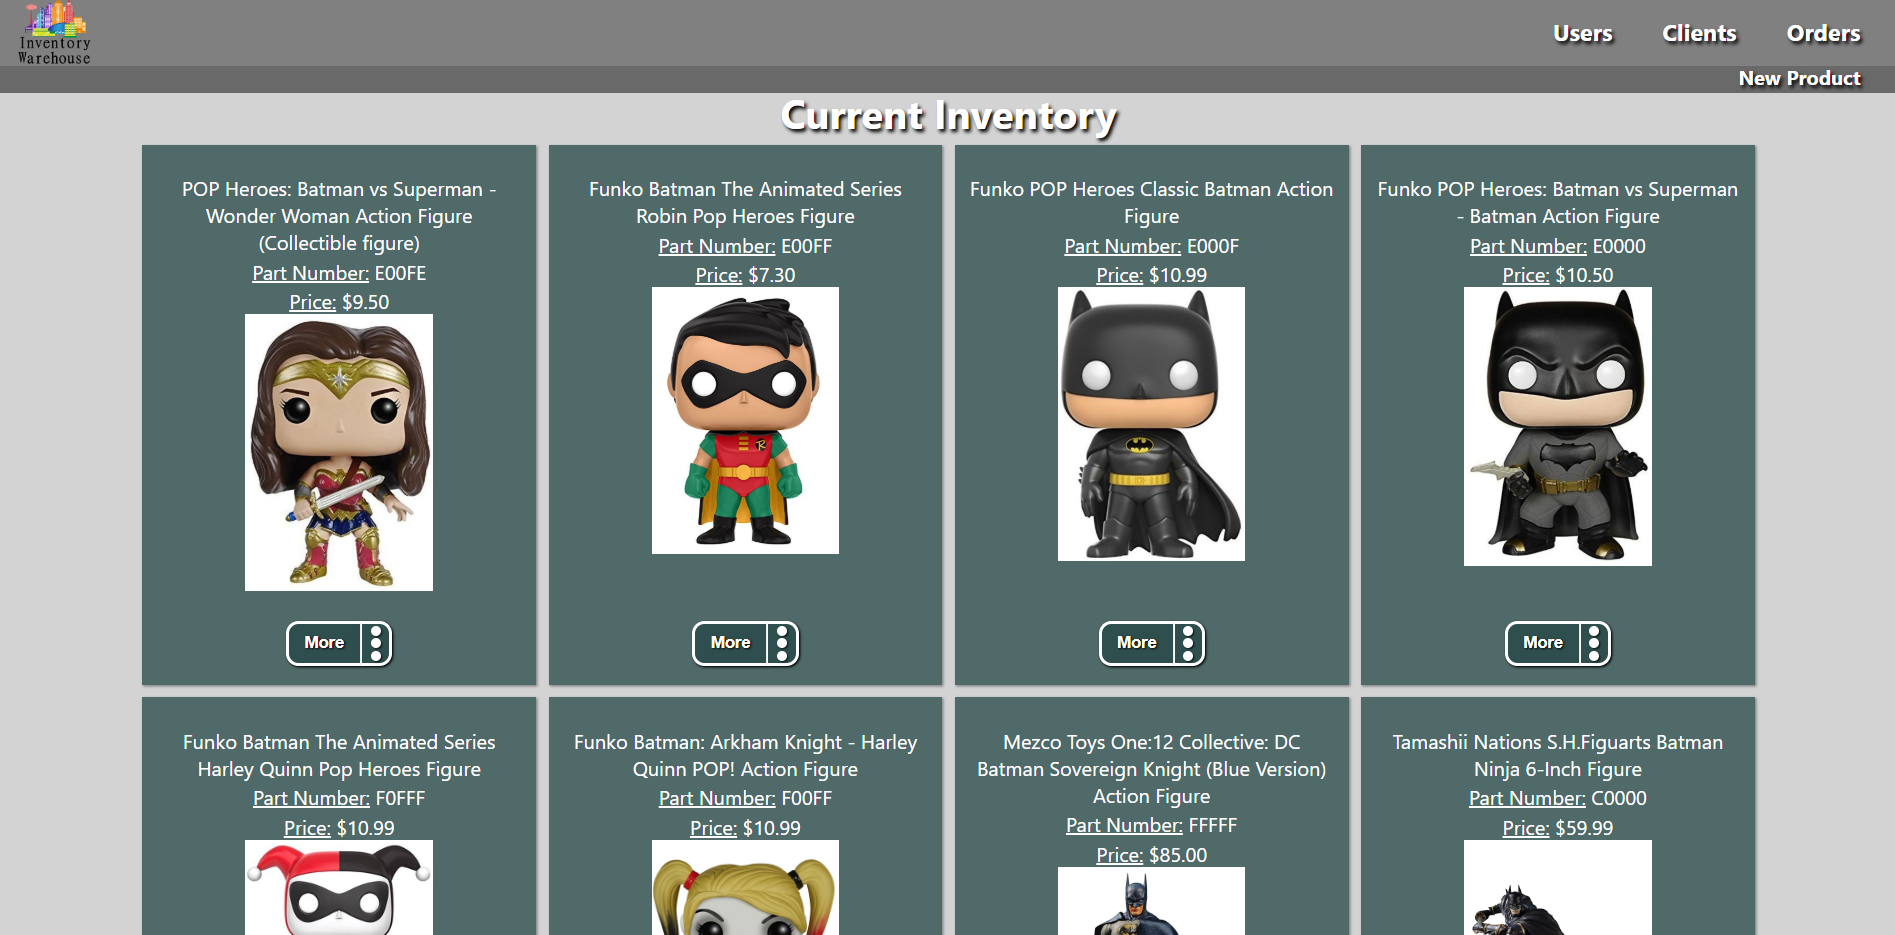 Inventory
Warehouse
Users
Clients
Orders
New Product
Current Inventory
POP Heroes: Batman vs Superman -
Wonder Woman Action Figure
(Collectible figure)
Part Number: E00FE
Price: $9.50
More
Funko Batman The Animated Series
Robin Pop Heroes Figure
Part Number: E00FF
Price: $7.30
R
More
Funko POP Heroes Classic Batman Action
Figure
Part Number: E000F
Price: $10.99
More
Funko POP Heroes: Batman vs Superman
- Batman Action Figure
Part Number: E0000
Price: $10.50
More
Funko Batman The Animated Series
Harley Quinn Pop Heroes Figure
Part Number: F0FFF
Price: $10.99
Funko Batman: Arkham Knight - Harley
Quinn POP! Action Figure
Part Number: F00FF
Price: $10.99
Mezco Toys One:12 Collective: DC
Batman Sovereign Knight (Blue Version)
Action Figure
Part Number: FFFFF
Price: $85.00
Tamashii Nations S.H.Figuarts Batman
Ninja 6-Inch Figure
Part Number: C0000
Price: $59.99